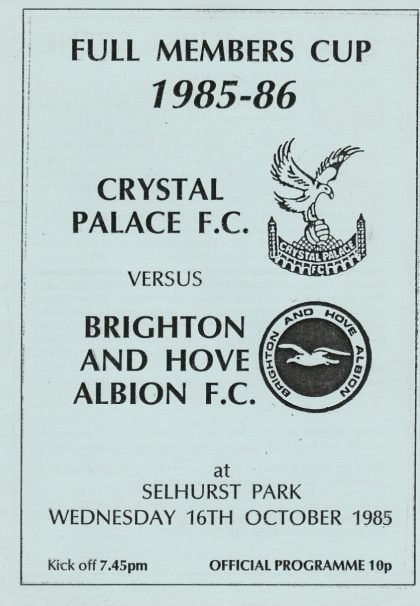 FULL MEMBERS CUP
1985-86
CRYSTAL
PALACE F.C.
CRYSTAL PALACE
F.C.
VERSUS
BRIGHTON
AND HOVE
ALBION F.C.
BRIGHTON AND HOVE ALBION
at
SELHURST PARK
WEDNESDAY 16TH OCTOBER 1985
Kick off 7.45pm
OFFICIAL PROGRAMME 10p